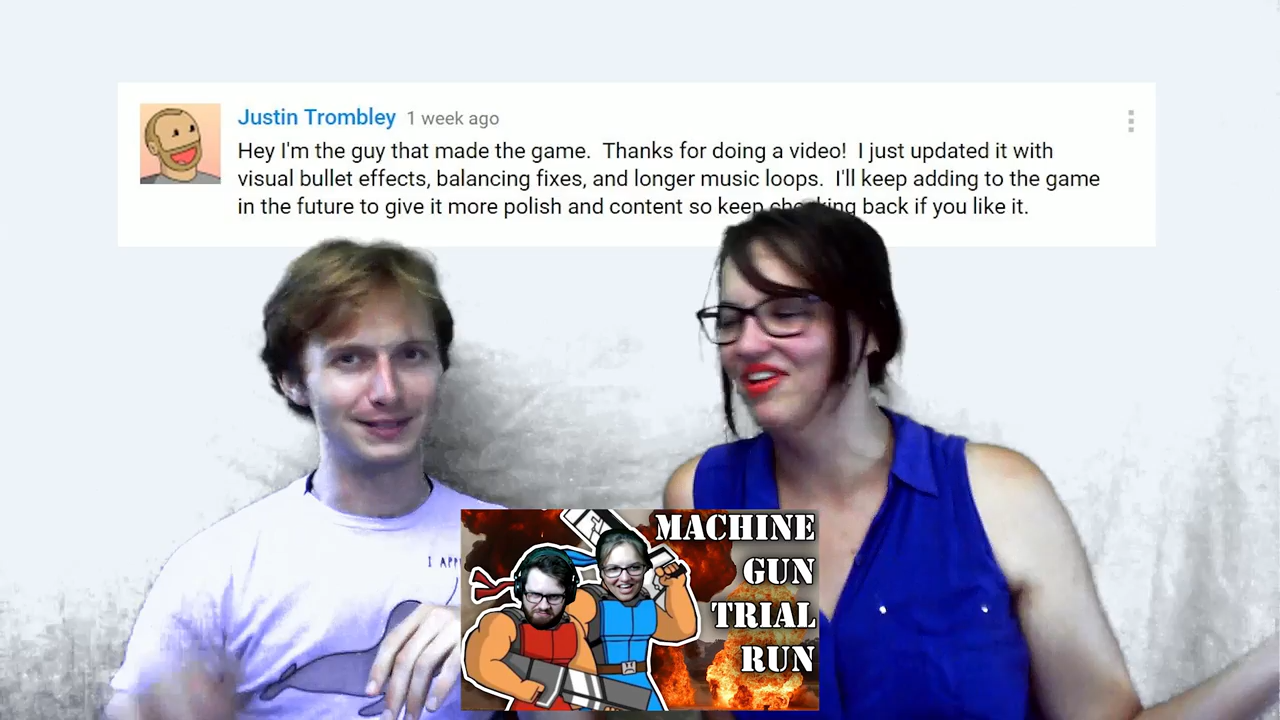 Justin Trombley 1 week ago
Hey I'm the guy that made the game. Thanks for doing a video! I just updated it with
visual bullet effects, balancing fixes, and longer music loops. I'll keep adding to the game
in the future to give it more polish and content so keep checking back if you like it.
I APP
MACHINE
GUN
TRIAL
RUN